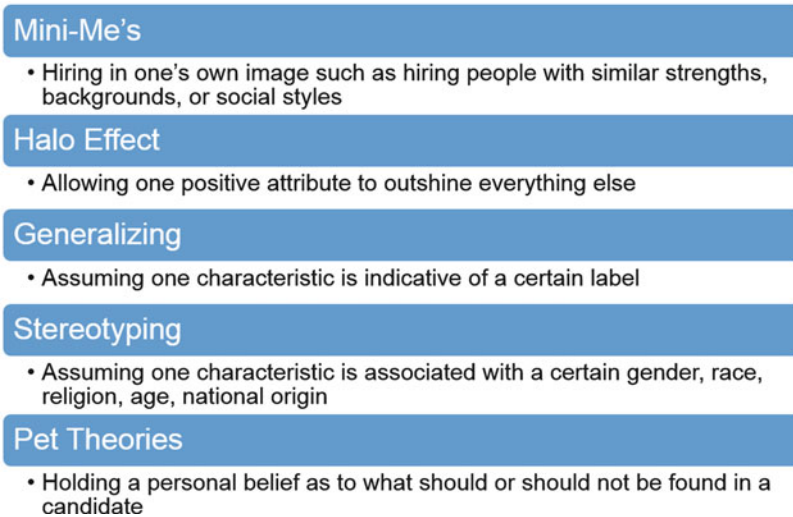 Mini-Me's
• Hiring in one's own image such as hiring people with similar strengths,
backgrounds, or social styles
Halo Effect
• Allowing one positive attribute to outshine everything else
Generalizing
• Assuming one characteristic is indicative of a certain label
Stereotyping
• Assuming one characteristic is associated with a certain gender, race,
religion, age, national origin
Pet Theories
• Holding a personal belief as to what should or should not be found in a
candidate